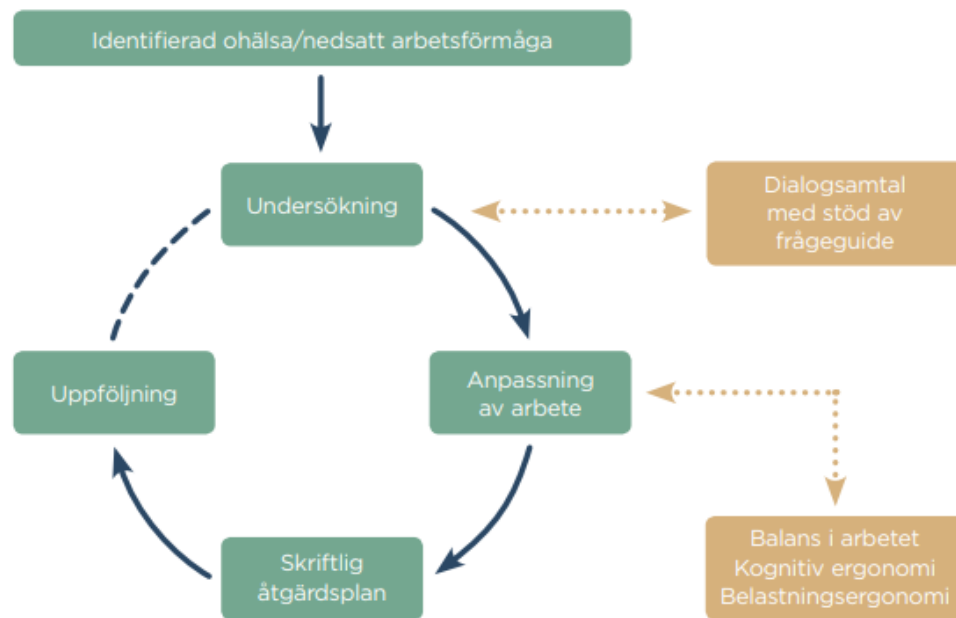 Identifierad ohälsa/nedsatt arbetsförmåga
Undersökning
Dialogsamtal
med stöd av
frågeguide
Uppföljning
Anpassning
av arbete
Skriftlig
åtgärdsplan
Balans i arbetet
Kognitiv ergonomi
Belastningsergonomi